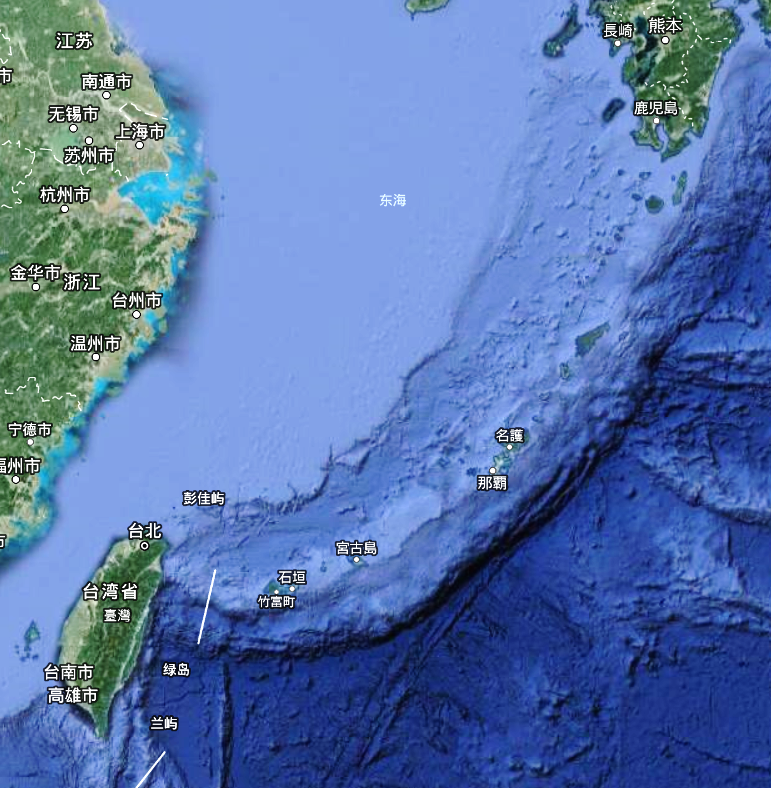 长崎
熊本
江苏
市
南通市
无锡市
上海市
苏州市
鹿児島
杭州市
东海
金华市
浙江
台州市
温州市
宁德市
名護
福州市
那覇
彭佳屿
台北
市
宮古島
石垣
台湾省
竹富町
臺灣
绿岛
台南市
高雄市
兰屿